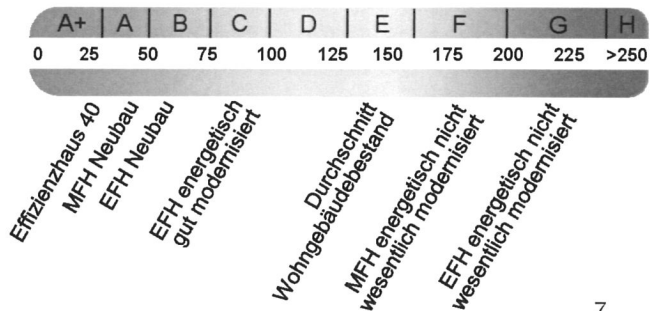 A+ A B C D E F G H
0 25 50 75 100 125 150 175 200 225 >250
Effizienzhaus 40
MFH Neubau
EFH Neubau
EFH energetisch
gut modernisiert
Durchschnitt
Wohngebäudebestand
MFH energetisch nicht
wesentlich modernisiert
EFH energetisch nicht
wesentlich modernisiert
7